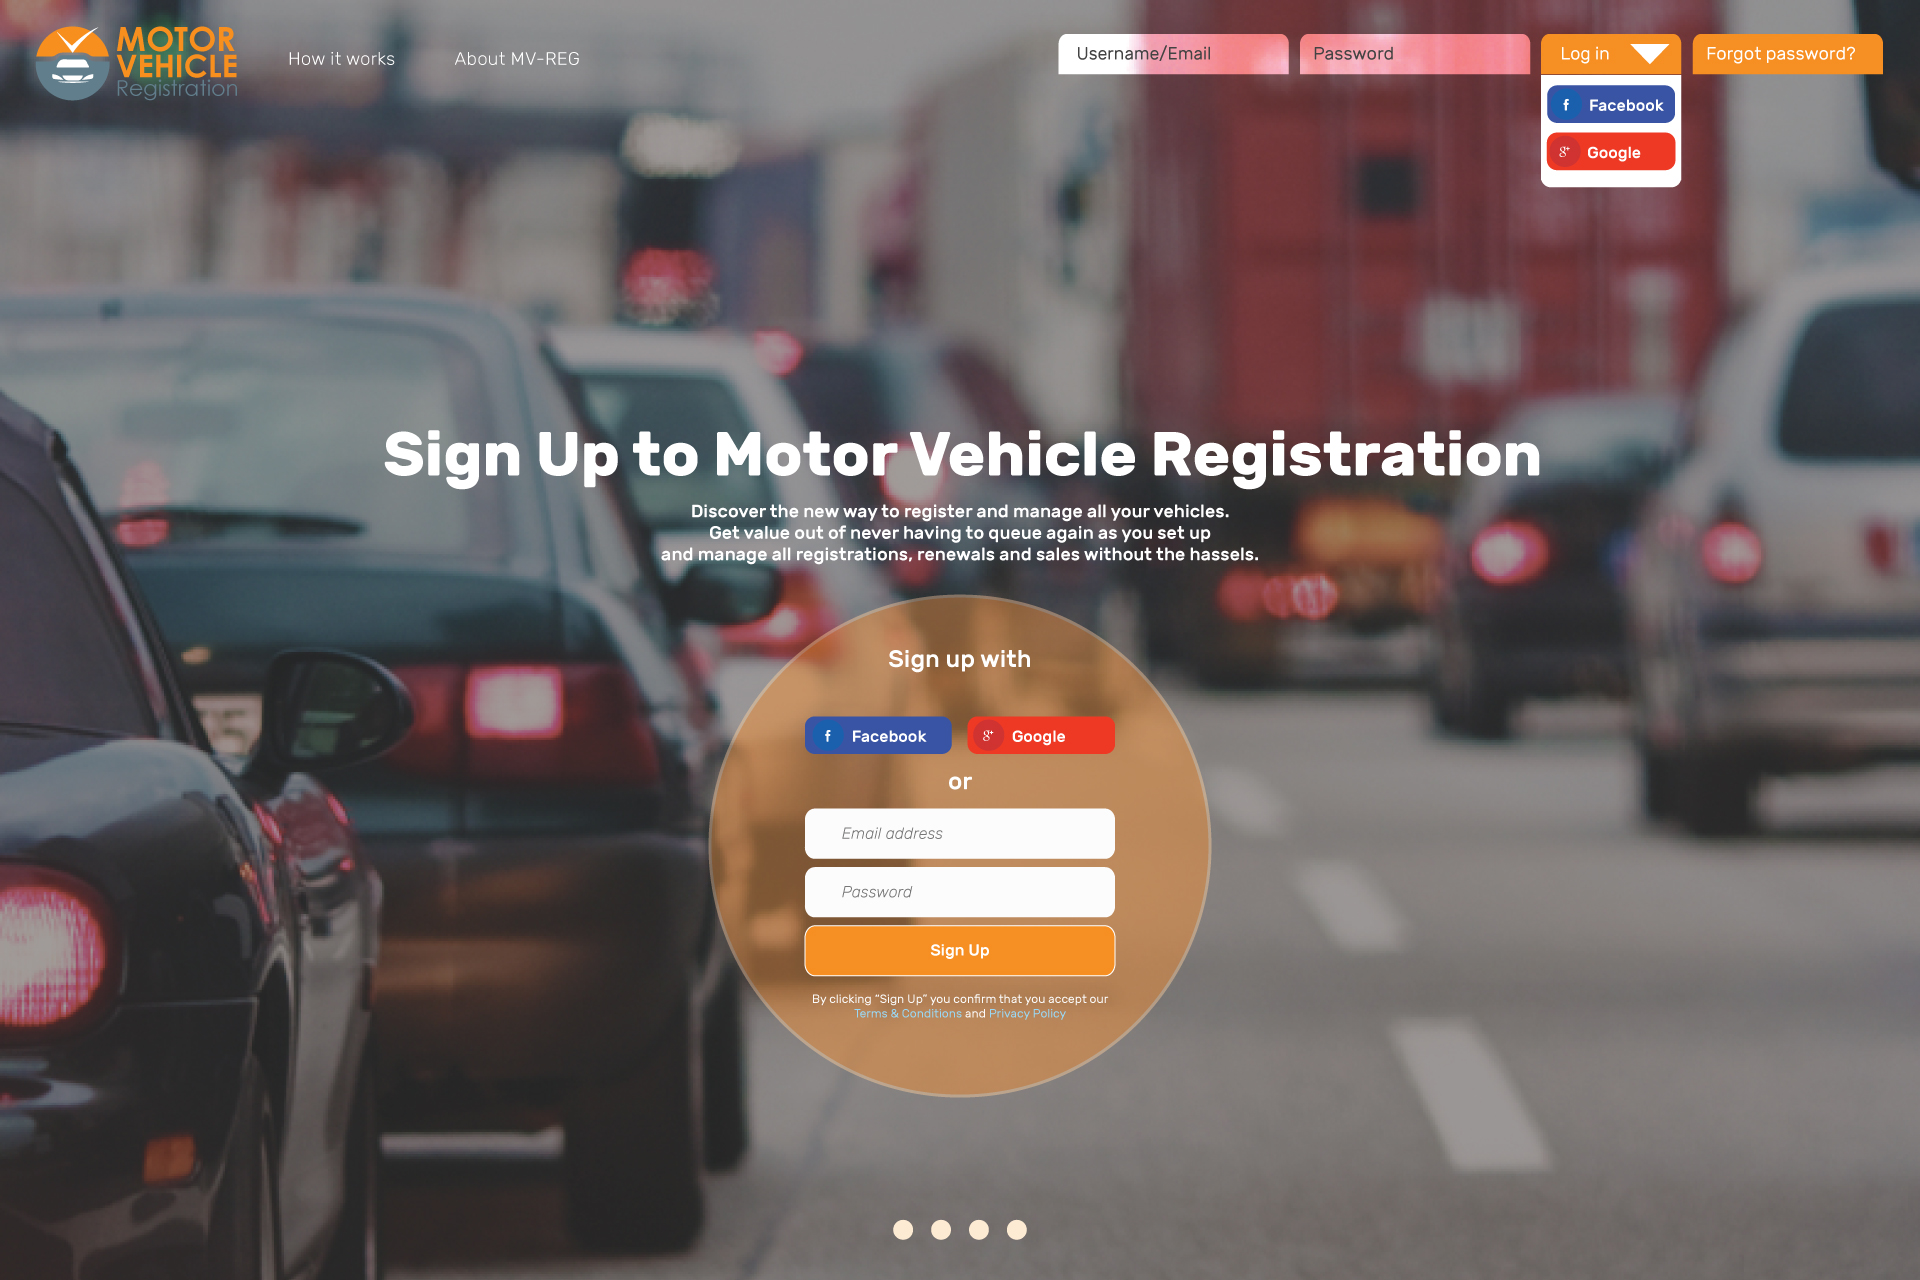 MOTOR
VEHICLE
Registration
How it works
About MV-REG
Username/Email
Password
Log in
Forgot password?
f Facebook
g+ Google
Sign Up to Motor Vehicle Registration
Discover the new way to register and manage all your vehicles.
Get value out of never having to queue again as you set up
and manage all registrations, renewals and sales without the hassels.
Sign up with
f Facebook
g+ Google
or
Email address
Password
Sign Up
By clicking “Sign Up” you confirm that you accept our
Terms & Conditions and Privacy Policy